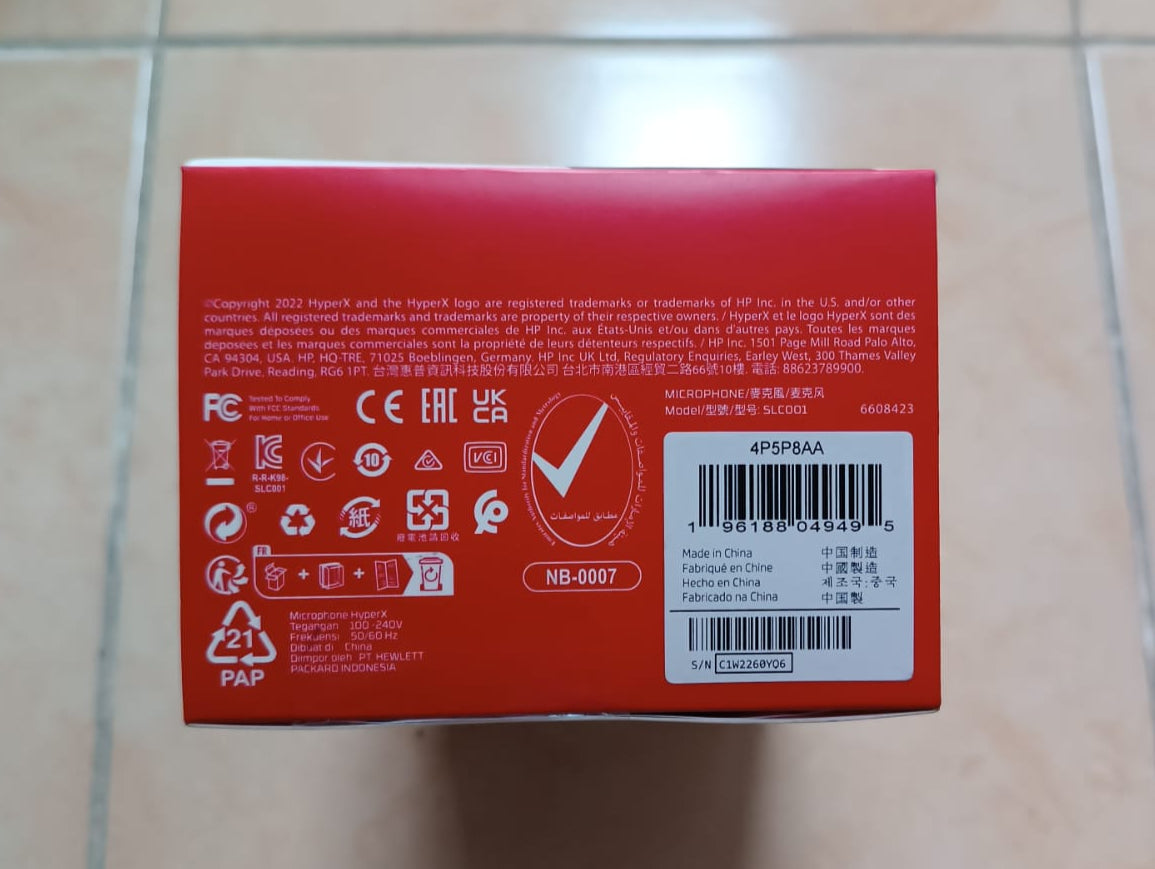 ©Copyright 2022 HyperX and the HyperX logo are registered trademarks or trademarks of HP Inc. in the U.S. and/or other
countries. All registered trademarks and trademarks are property of their respective owners. / HyperX et le logo HyperX sont des
marques déposées ou des marques commerciales de HP Inc. aux États-Unis et/ou dans d'autres pays. Toutes les marques
déposées et les marques commerciales sont la propriété de leurs détenteurs respectifs. / HP Inc. 1501 Page Mill Road Palo Alto,
CA 94304, USA. HP, HQ-TRE, 71025 Boeblingen, Germany. HP Inc UK Ltd, Regulatory Enquiries, Earley West, 300 Thames Valley
Park Drive, Reading, RG6 1PT. 台灣惠普資訊科技股份有限公司 台北市南港區經貿二路66號10樓. 電話: 88623789900.
FC
Tested To Comply
With FCC Standards
For Home or Office Use
CE
EAC
UK
CA
MICROPHONE/麥克風/麦克风
Model/型號/型号: SLC001
6608423
R-R-K98-
SLC001
10
VCI
Emirates Authority for Standardization and Metrology
مطابق للمواصفات
紙
廢電池請回收
NB-0007
FR
21
PAP
Microphone HyperX
Tegangan 100-240V
Frekuensi 50/60 Hz
Dibuat di China
Diimpor oleh PT HEWLETT
PACKARD INDONESIA
4P5P8AA
1 96188 04949 5
Made in China 中国制造
Fabriqué en Chine 中國製造
Hecho en China 제조국:중국
Fabricado na China 中国製
S/N C1W2260YQ6